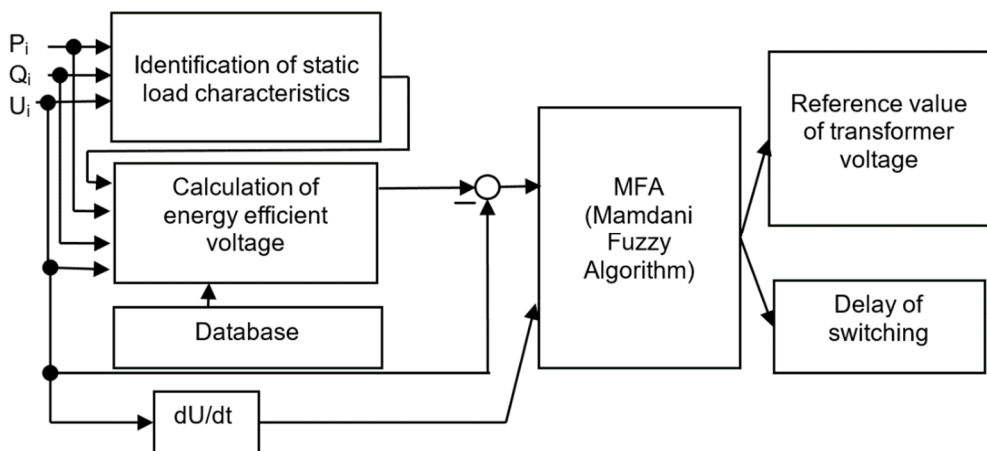 Pi
Qi
Ui
Identification of static
load characteristics
Calculation of
energy efficient
voltage
Database
dU/dt
–
MFA
(Mamdani
Fuzzy
Algorithm)
Reference value
of transformer
voltage
Delay of
switching